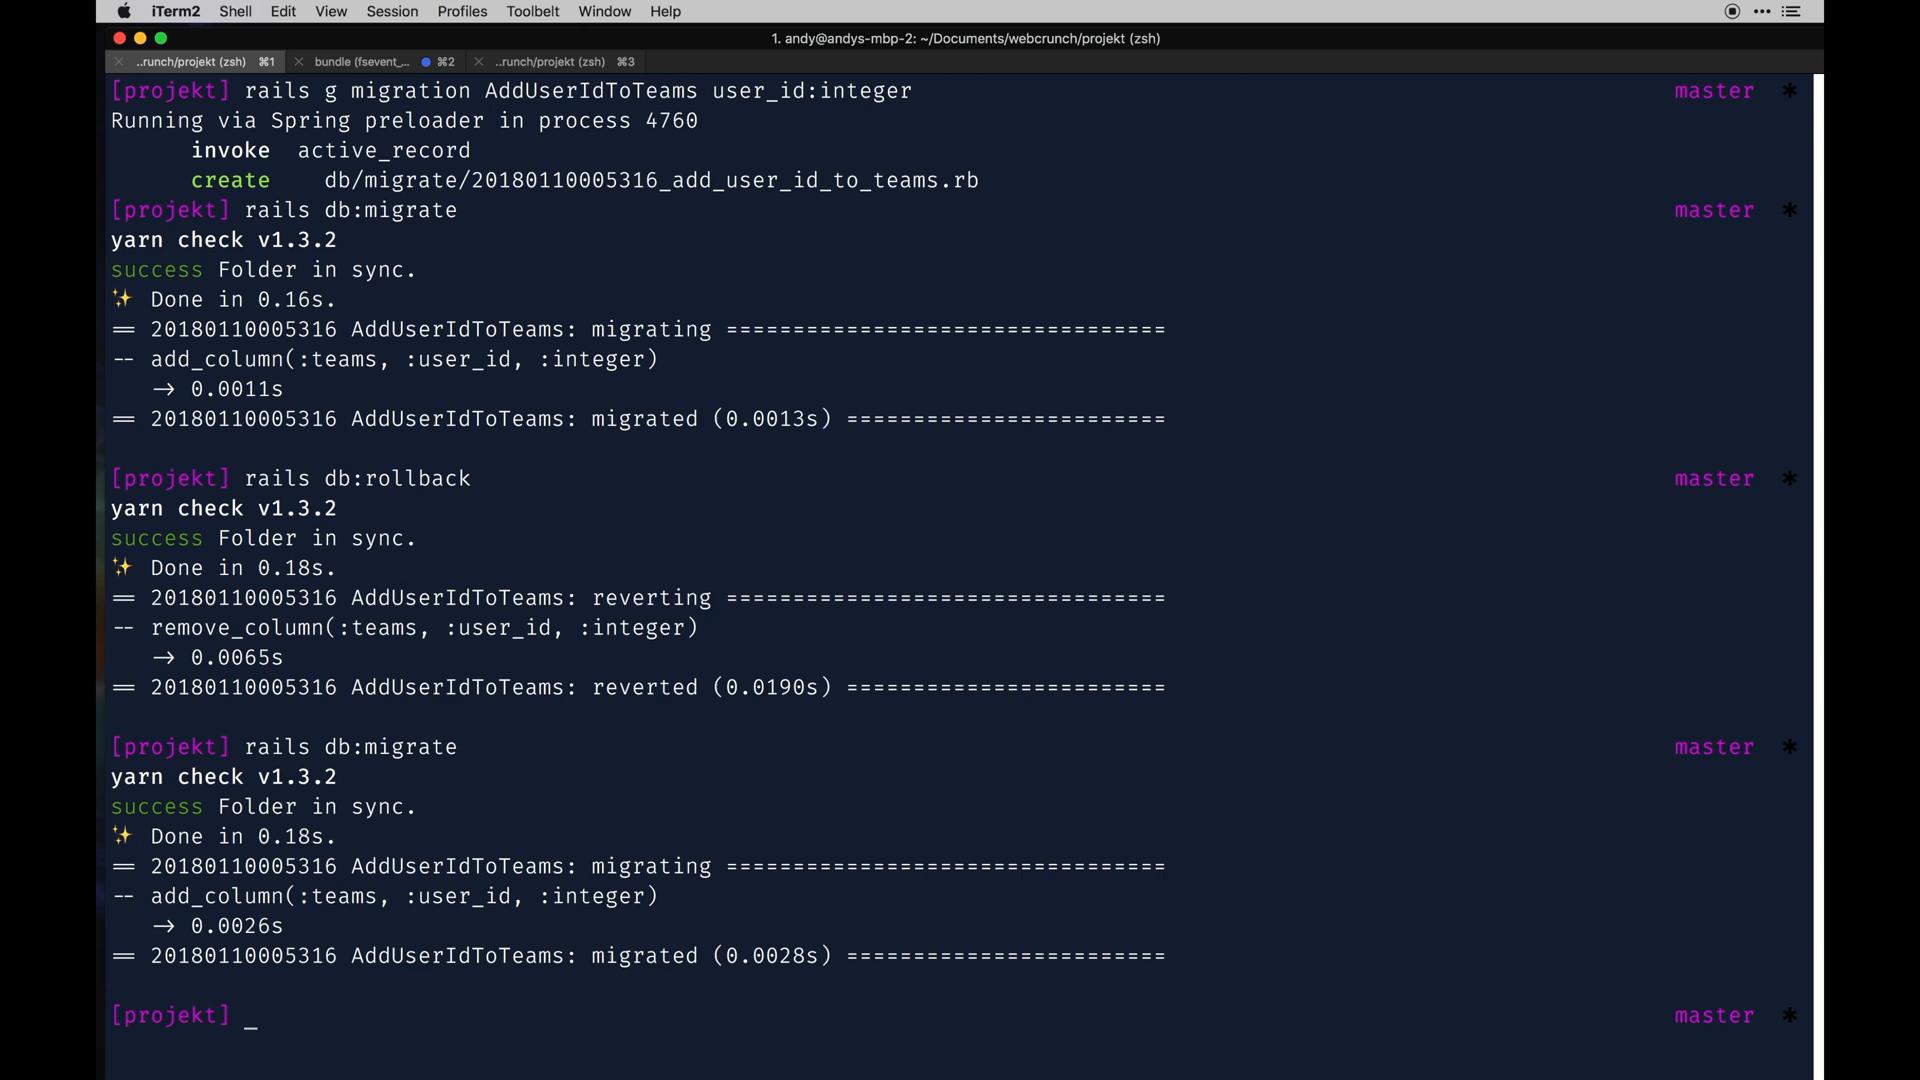 iTerm2 Shell Edit View Session Profiles Toolbelt Window Help
1. andy@andys-mbp-2: ~/Documents/webcrunch/projekt (zsh)
..runch/projekt (zsh) ⌘1 bundle (fsevent_... ⌘2 ..runch/projekt (zsh) ⌘3
[projekt] rails g migration AddUserIdToTeams user_id:integer master *
Running via Spring preloader in process 4760
invoke active_record
create db/migrate/20180110005316_add_user_id_to_teams.rb
[projekt] rails db:migrate master *
yarn check v1.3.2
success Folder in sync.
✨ Done in 0.16s.
== 20180110005316 AddUserIdToTeams: migrating =================================
-- add_column(:teams, :user_id, :integer)
-> 0.0011s
== 20180110005316 AddUserIdToTeams: migrated (0.0013s) ========================
[projekt] rails db:rollback master *
yarn check v1.3.2
success Folder in sync.
✨ Done in 0.18s.
== 20180110005316 AddUserIdToTeams: reverting =================================
-- remove_column(:teams, :user_id, :integer)
-> 0.0065s
== 20180110005316 AddUserIdToTeams: reverted (0.0190s) ========================
[projekt] rails db:migrate master *
yarn check v1.3.2
success Folder in sync.
✨ Done in 0.18s.
== 20180110005316 AddUserIdToTeams: migrating =================================
-- add_column(:teams, :user_id, :integer)
-> 0.0026s
== 20180110005316 AddUserIdToTeams: migrated (0.0028s) ========================
[projekt] _ master *